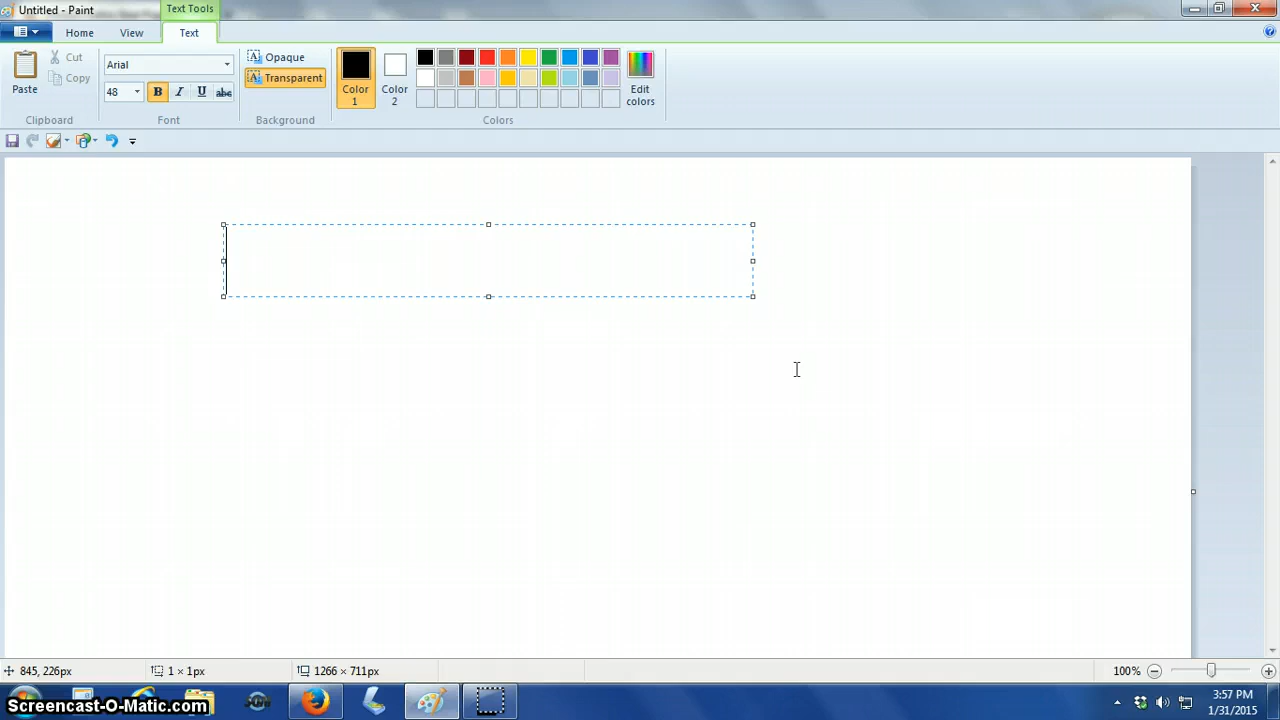 Untitled - Paint
Text Tools
Home
View
Text
Paste
Cut
Copy
Clipboard
Arial
48
B
I
U
abc
Font
Opaque
Transparent
Background
Color
1
Color
2
Edit
colors
Colors
845, 226px
1 × 1px
1266 × 711px
100%
Screencast-O-Matic.com
3:57 PM
1/31/2015